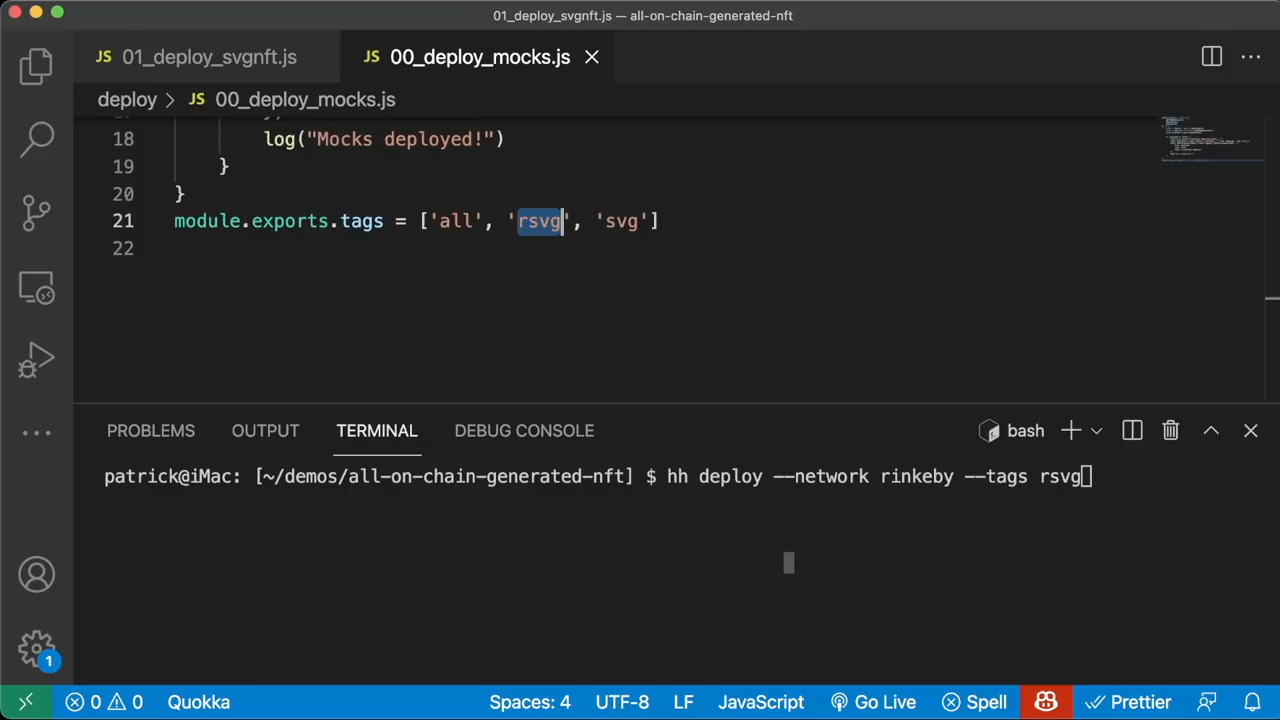 01_deploy_svgnft.js — all-on-chain-generated-nft
JS 01_deploy_svgnft.js
JS 00_deploy_mocks.js
deploy > JS 00_deploy_mocks.js
18 log("Mocks deployed!")
19 }
20 }
21 module.exports.tags = ['all', 'rsvg', 'svg']
22
PROBLEMS OUTPUT TERMINAL DEBUG CONSOLE bash
patrick@iMac: [~/demos/all-on-chain-generated-nft] $ hh deploy --network rinkeby --tags rsvg
1
0 0 Quokka Spaces: 4 UTF-8 LF JavaScript Go Live Spell Prettier